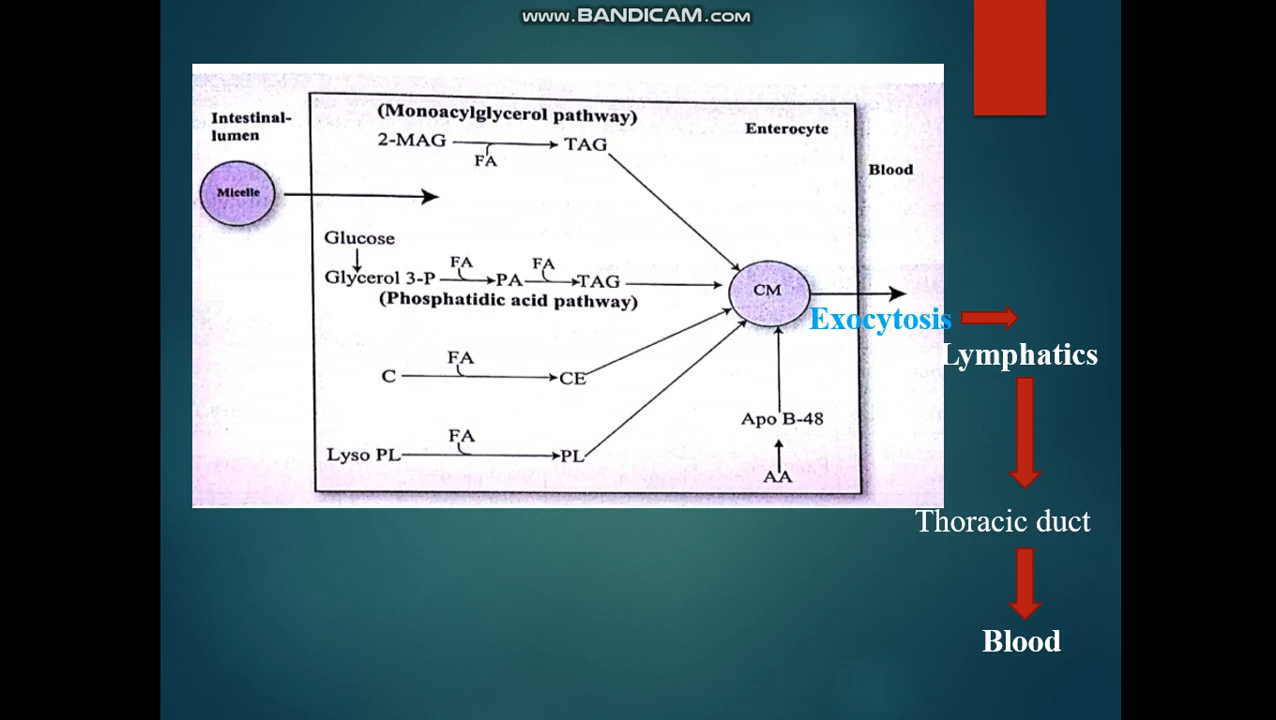 www.BANDICAM.com
Intestinal-
lumen
(Monoacylglycerol pathway)
2-MAG
TAG
FA
Enterocyte
Blood
Micelle
Glucose
FA
FA
Glycerol 3-P
PA
TAG
(Phosphatidic acid pathway)
CM
Exocytosis
Lymphatics
FA
C
CE
Apo B-48
FA
Lyso PL
PL
AA
Thoracic duct
Blood